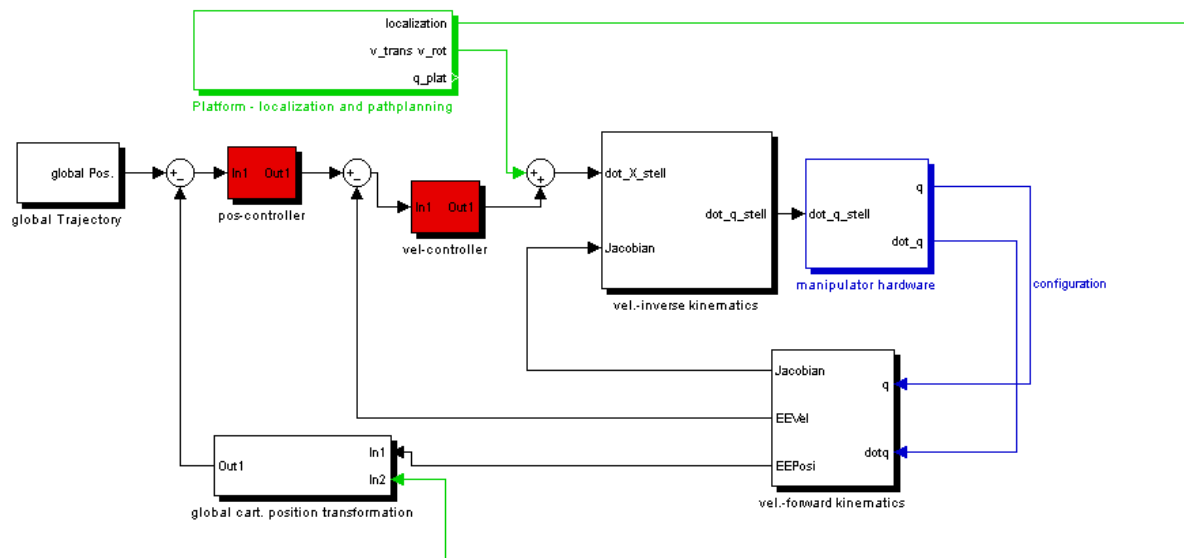 localization
v_trans v_rot
q_plat
Platform - localization and pathplanning
global Pos.
global Trajectory
+
−
In1 Out1
pos-controller
+
−
In1 Out1
vel-controller
+
+
dot_X_stell
dot_q_stell
Jacobian
vel.-inverse kinematics
q
dot_q_stell
dot_q
manipulator hardware
configuration
Jacobian
q
EEVel
dotq
EEPosi
vel.-forward kinematics
In1
Out1
In2
global cart. position transformation